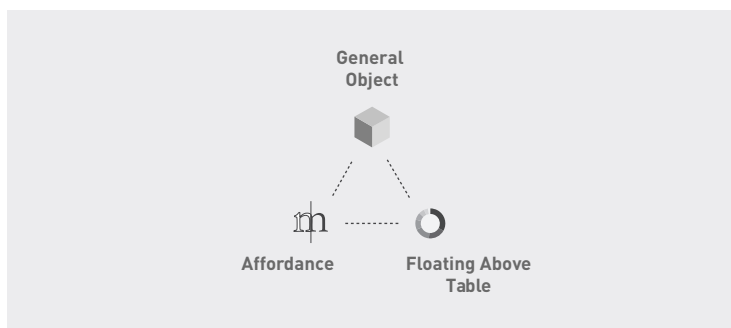 General
Object
m
Affordance
Floating Above
Table